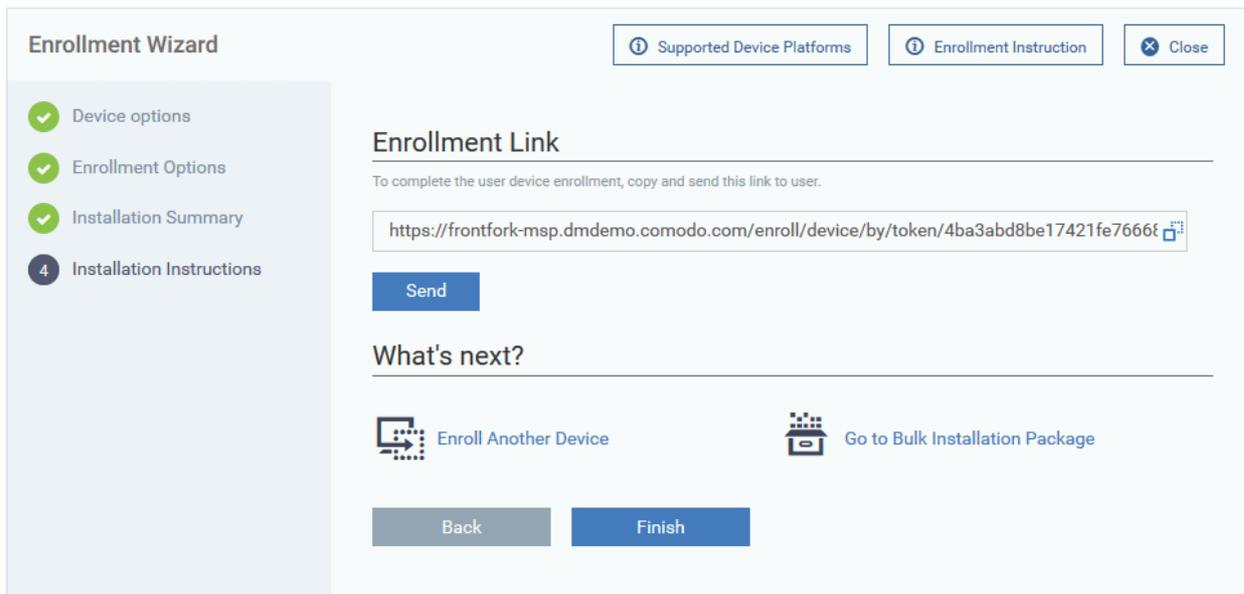 Enrollment Wizard
Supported Device Platforms
Enrollment Instruction
Close
Device options
Enrollment Options
Installation Summary
4 Installation Instructions
Enrollment Link
To complete the user device enrollment, copy and send this link to user.
https://frontfork-msp.dmdemo.comodo.com/enroll/device/by/token/4ba3abd8be17421fe76668
Send
What's next?
Enroll Another Device
Go to Bulk Installation Package
Back
Finish